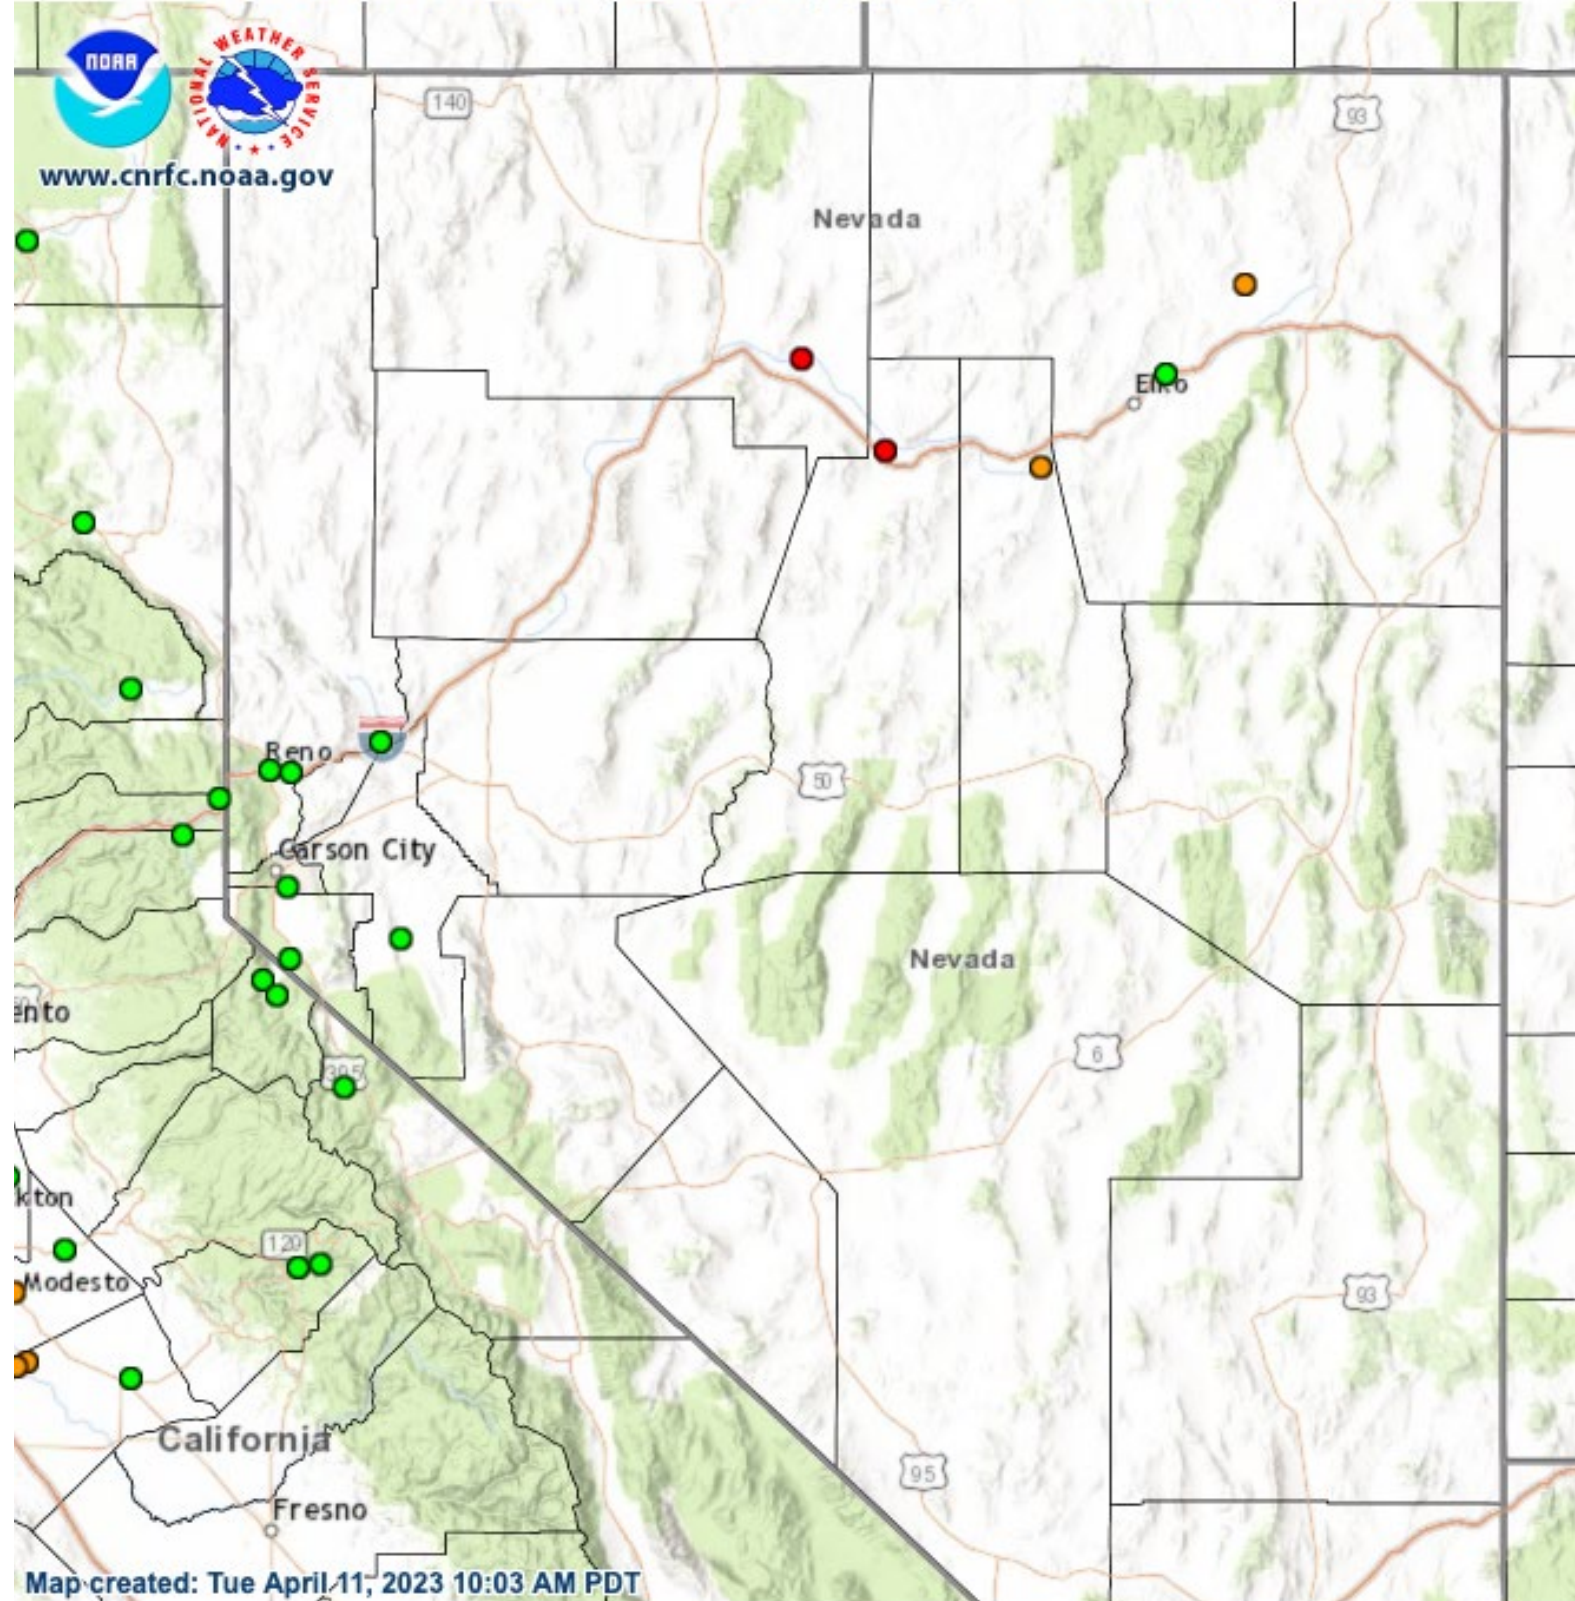 NOAA
NATIONAL WEATHER SERVICE
www.cnrfc.noaa.gov
140
93
Nevada
Elko
Reno
50
Carson City
Nevada
ento
6
395
kton
120
Modesto
93
California
95
Fresno
Map created: Tue April 11, 2023 10:03 AM PDT